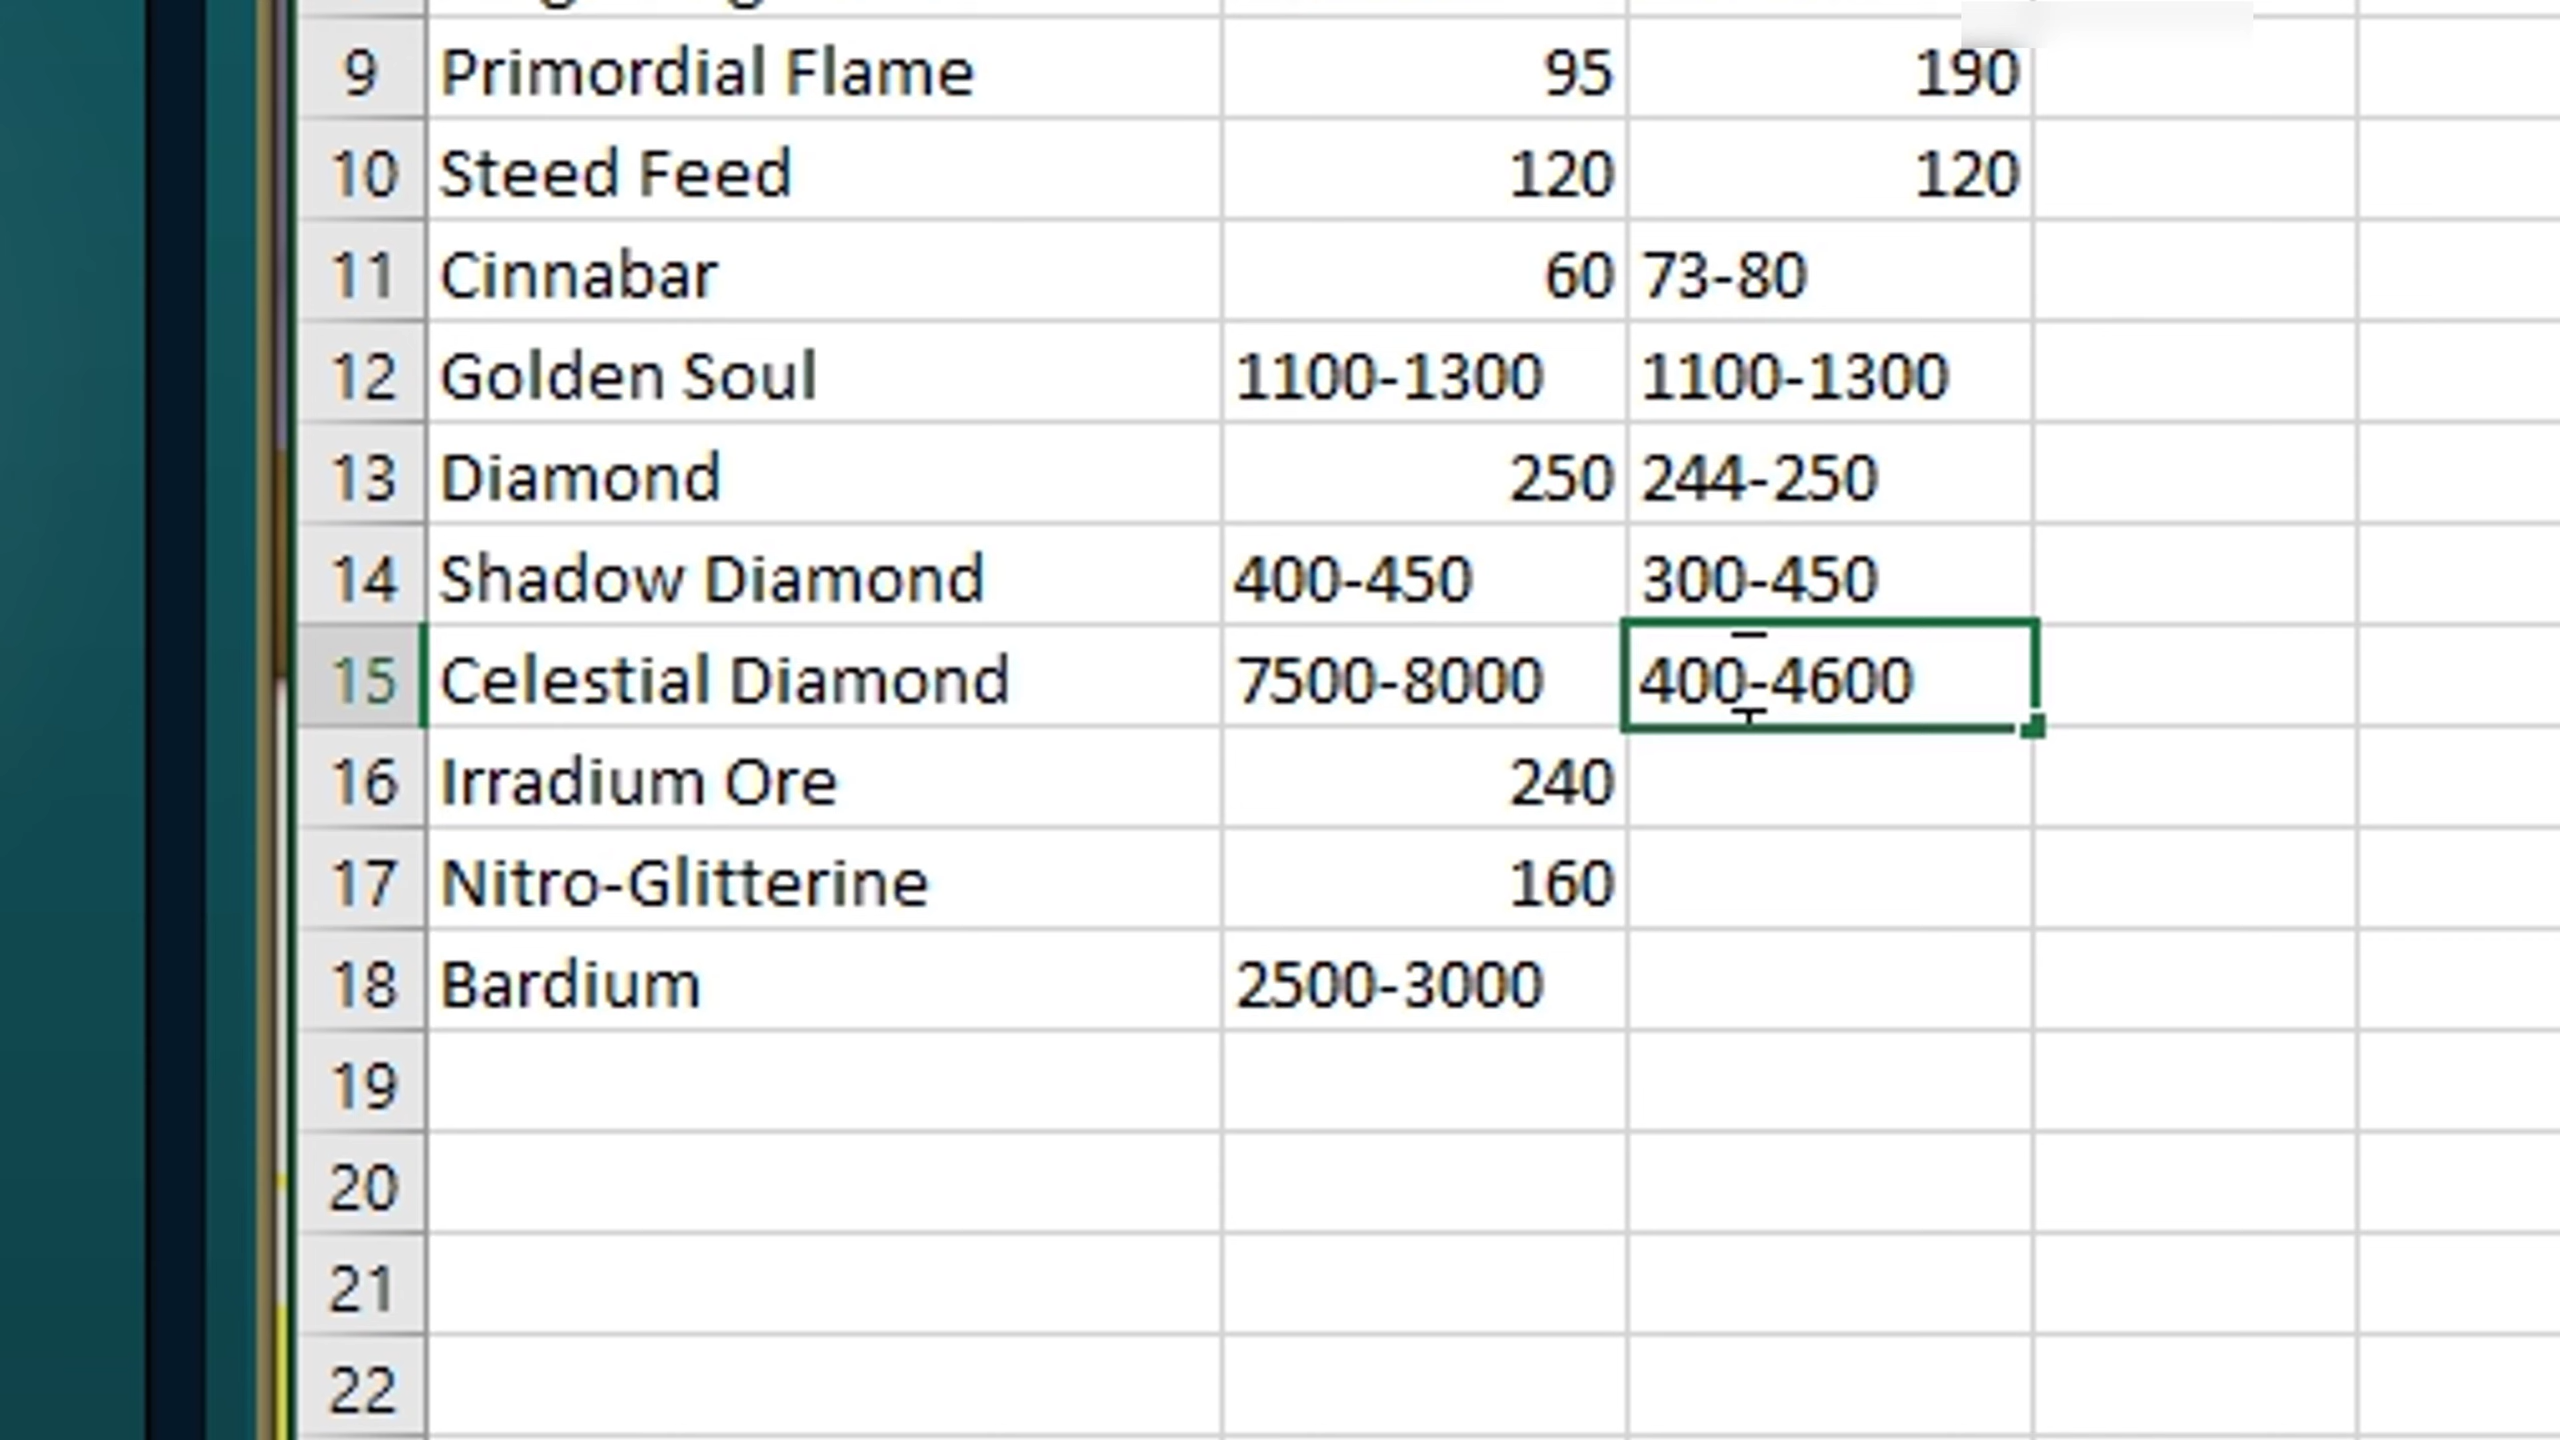 9 Primordial Flame 95 190
10 Steed Feed 120 120
11 Cinnabar 60 73-80
12 Golden Soul 1100-1300 1100-1300
13 Diamond 250 244-250
14 Shadow Diamond 400-450 300-450
15 Celestial Diamond 7500-8000 400-4600
16 Irradium Ore 240
17 Nitro-Glitterine 160
18 Bardium 2500-3000
19
20
21
22